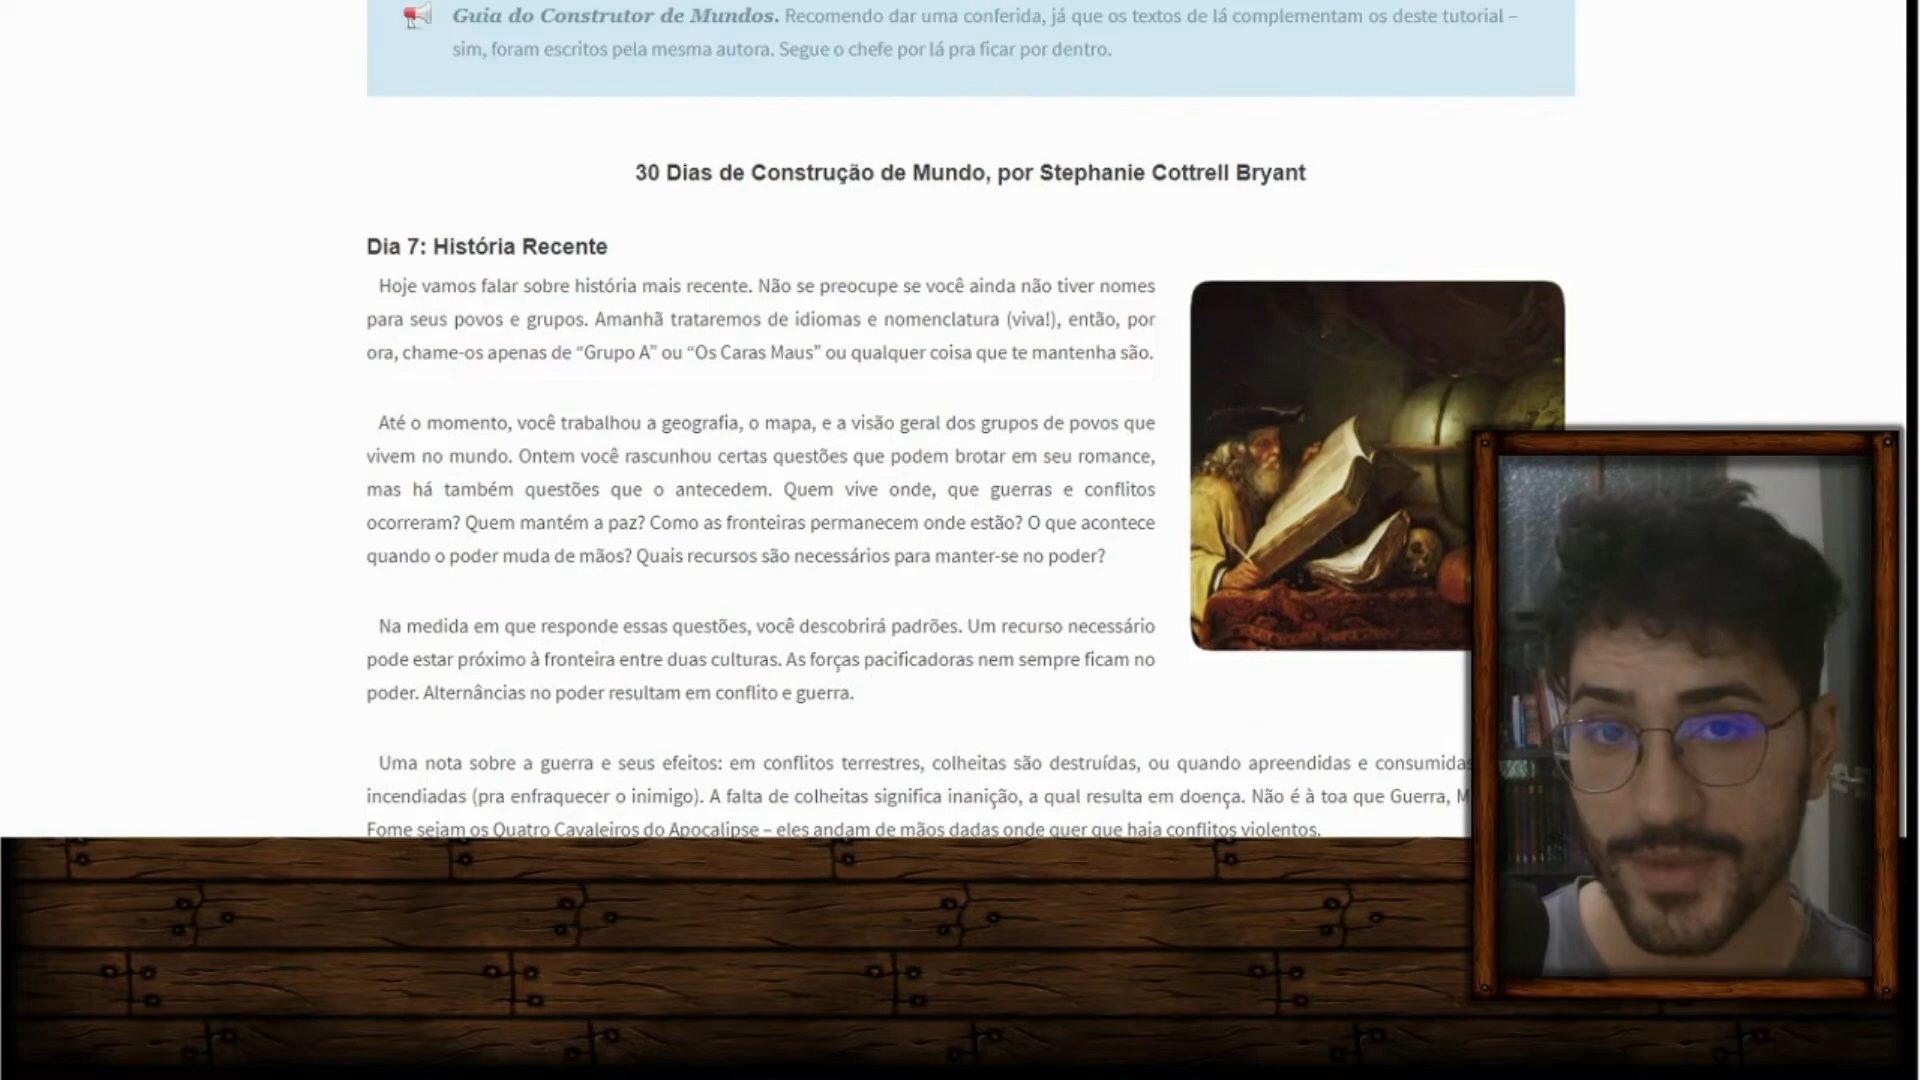 Guia do Construtor de Mundos. Recomendo dar uma conferida, já que os textos de lá complementam os deste tutorial –
sim, foram escritos pela mesma autora. Segue o chefe por lá pra ficar por dentro.
30 Dias de Construção de Mundo, por Stephanie Cottrell Bryant
Dia 7: História Recente
Hoje vamos falar sobre história mais recente. Não se preocupe se você ainda não tiver nomes
para seus povos e grupos. Amanhã trataremos de idiomas e nomenclatura (viva!), então, por
ora, chame-os apenas de “Grupo A” ou “Os Caras Maus” ou qualquer coisa que te mantenha são.
Até o momento, você trabalhou a geografia, o mapa, e a visão geral dos grupos de povos que
vivem no mundo. Ontem você rascunhou certas questões que podem brotar em seu romance,
mas há também questões que o antecedem. Quem vive onde, que guerras e conflitos
ocorreram? Quem mantém a paz? Como as fronteiras permanecem onde estão? O que acontece
quando o poder muda de mãos? Quais recursos são necessários para manter-se no poder?
Na medida em que responde essas questões, você descobrirá padrões. Um recurso necessário
pode estar próximo à fronteira entre duas culturas. As forças pacificadoras nem sempre ficam no
poder. Alternâncias no poder resultam em conflito e guerra.
Uma nota sobre a guerra e seus efeitos: em conflitos terrestres, colheitas são destruídas, ou quando apreendidas e consumidas
incendiadas (pra enfraquecer o inimigo). A falta de colheitas significa inanição, a qual resulta em doença. Não é à toa que Guerra, M
Fome sejam os Quatro Cavaleiros do Apocalipse – eles andam de mãos dadas onde quer que haja conflitos violentos.